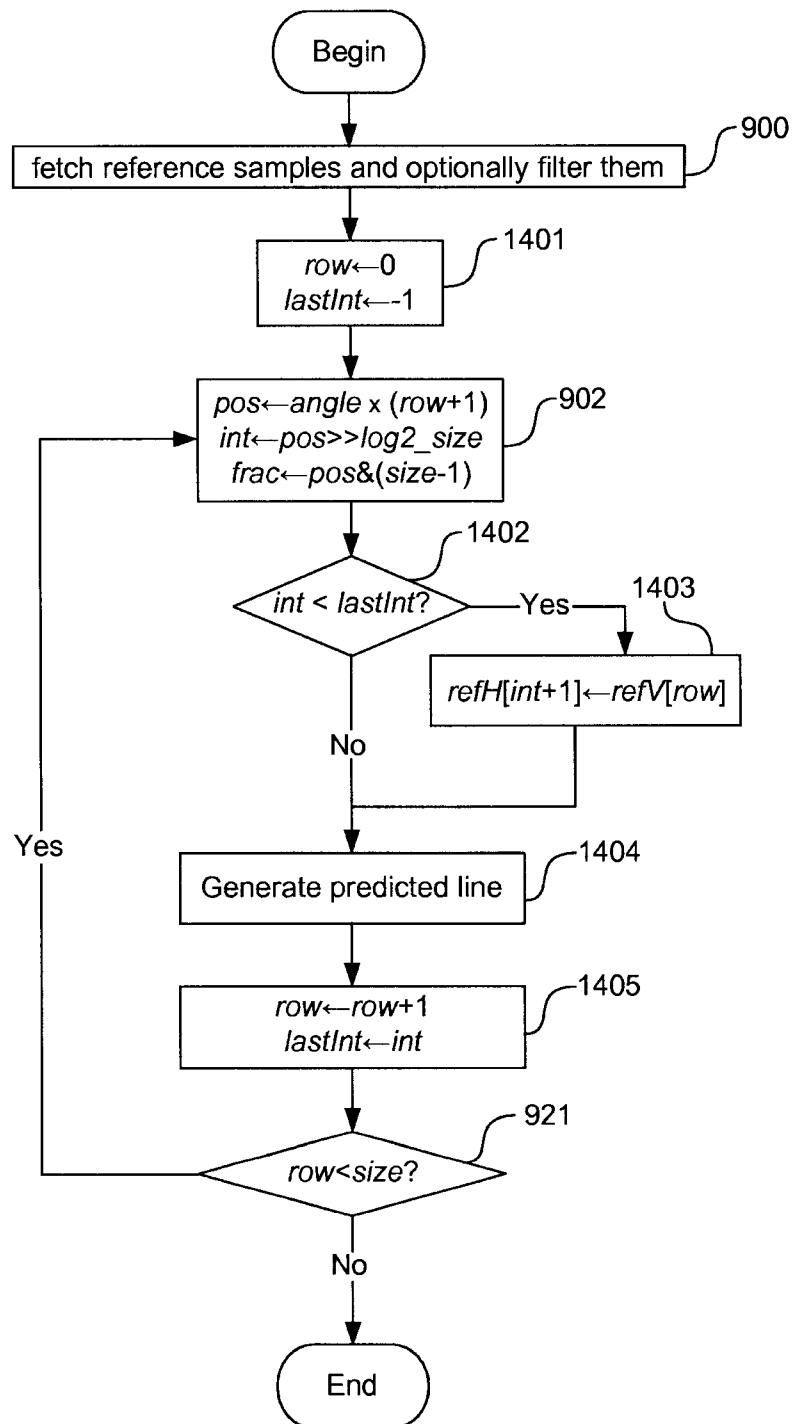 Begin
900
fetch reference samples and optionally filter them
1401
row←0
lastInt←-1
902
pos←angle x (row+1)
int←pos>>log2_size
frac←pos&(size-1)
1402
int < lastInt?
Yes
1403
refH[int+1]←refV[row]
No
Yes
1404
Generate predicted line
1405
row←row+1
lastInt←int
921
row<size?
No
End